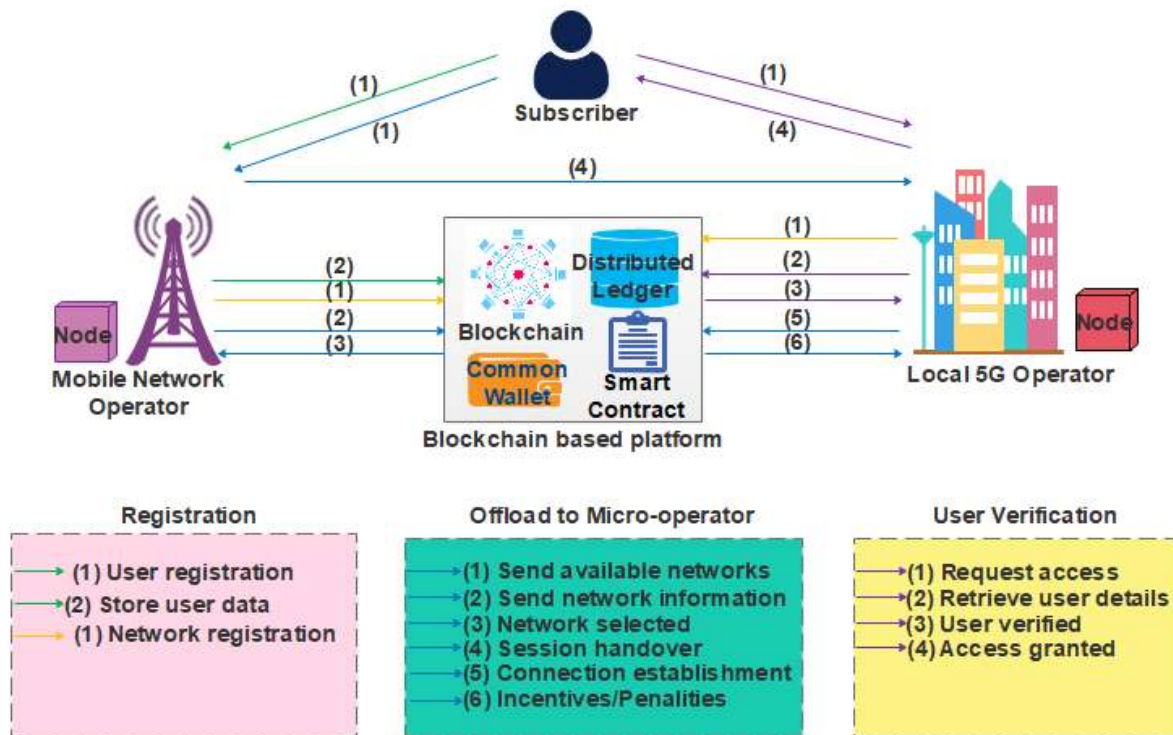 (1)
(1)
Subscriber
(1)
(4)
(4)
(2)
(1)
(2)
(3)
Node
Mobile Network
Operator
Blockchain
Distributed
Ledger
Common
Wallet
Smart
Contract
Blockchain based platform
(1)
(2)
(3)
(5)
(6)
Node
Local 5G Operator
Registration
(1) User registration
(2) Store user data
(1) Network registration
Offload to Micro-operator
(1) Send available networks
(2) Send network information
(3) Network selected
(4) Session handover
(5) Connection establishment
(6) Incentives/Penalities
User Verification
(1) Request access
(2) Retrieve user details
(3) User verified
(4) Access granted